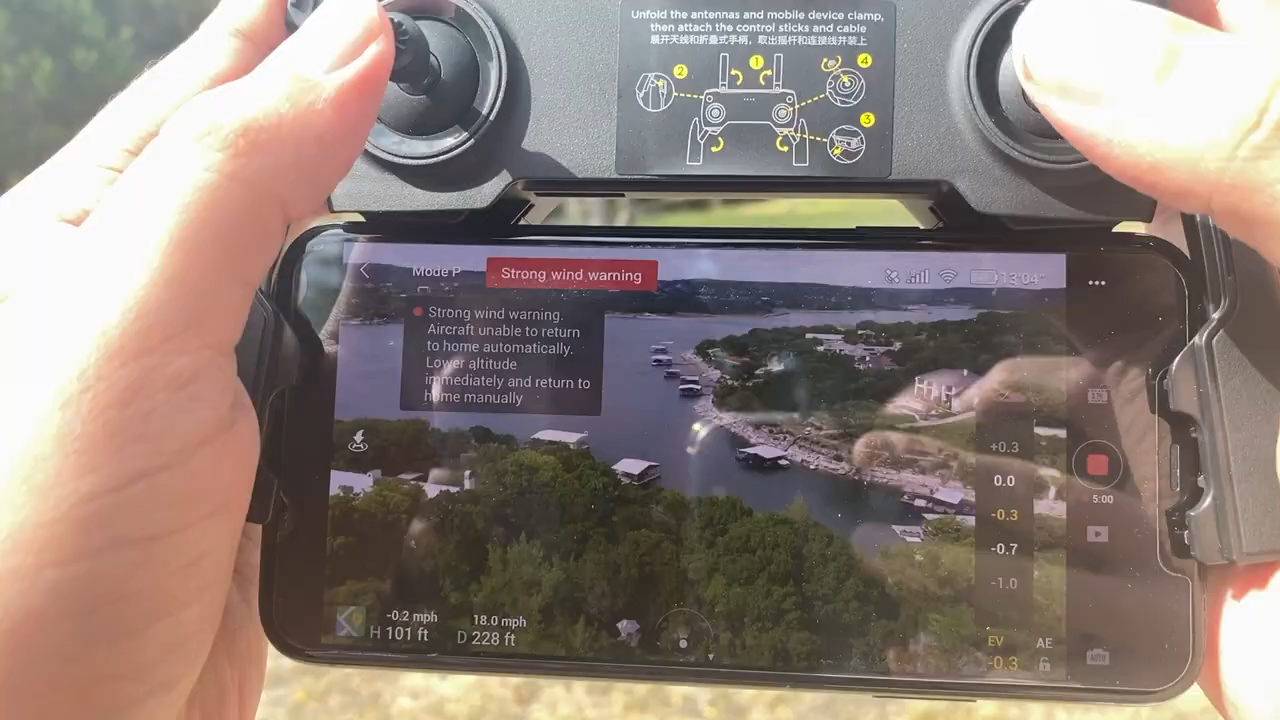 Unfold the antennas and mobile device clamp,
then attach the control sticks and cable
展开天线和折叠式手柄，取出摇杆和连接线并装上
1
2
4
3
Mode P
Strong wind warning
13'04"
Strong wind warning.
Aircraft unable to return
to home automatically.
Lower altitude
immediately and return to
home manually
+0.3
0.0
-0.3
-0.7
-1.0
5:00
-0.2 mph
18.0 mph
H 101 ft
D 228 ft
EV
AE
-0.3
AUTO